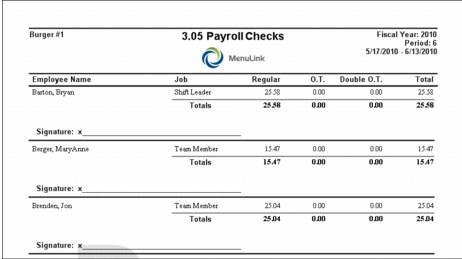 Burger #1 3.05 Payroll Checks Fiscal Year: 2010
Period: 6
MenuLink 5/17/2010 - 6/13/2010
Employee Name Job Regular O.T. Double O.T. Total
Barton, Bryan Shift Leader 25.58 0.00 0.00 25.58
Totals 25.58 0.00 0.00 25.58
Signature: x
Berger, MaryAnne Team Member 15.47 0.00 0.00 15.47
Totals 15.47 0.00 0.00 15.47
Signature: x
Brenden, Jon Team Member 25.04 0.00 0.00 25.04
Totals 25.04 0.00 0.00 25.04
Signature: x